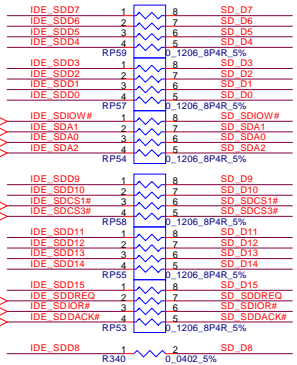 IDE_SDD7 1 8 SD_D7
IDE_SDD6 2 7 SD_D6
IDE_SDD5 3 6 SD_D5
IDE_SDD4 4 5 SD_D4
RP59 0_1206_8P4R_5%
IDE_SDD3 1 8 SD_D3
IDE_SDD2 2 7 SD_D2
IDE_SDD1 3 6 SD_D1
IDE_SDD0 4 5 SD_D0
RP57 0_1206_8P4R_5%
IDE_SDIOW# 1 8 SD_SDIOW#
IDE_SDA1 2 7 SD_SDA1
IDE_SDA0 3 6 SD_SDA0
IDE_SDA2 4 5 SD_SDA2
RP54 0_1206_8P4R_5%
IDE_SDD9 1 8 SD_D9
IDE_SDD10 2 7 SD_D10
IDE_SDCS1# 3 6 SD_SDCS1#
IDE_SDCS3# 4 5 SD_SDCS3#
RP58 0_1206_8P4R_5%
IDE_SDD11 1 8 SD_D11
IDE_SDD12 2 7 SD_D12
IDE_SDD13 3 6 SD_D13
IDE_SDD14 4 5 SD_D14
RP55 0_1206_8P4R_5%
IDE_SDD15 1 8 SD_D15
IDE_SDDREQ 2 7 SD_SDDREQ
IDE_SDIOR# 3 6 SD_SDIOR#
IDE_SDDACK# 4 5 SD_SDDACK#
RP53 0_1206_8P4R_5%
IDE_SDD8 1 2 SD_D8
R340 0_0402_5%